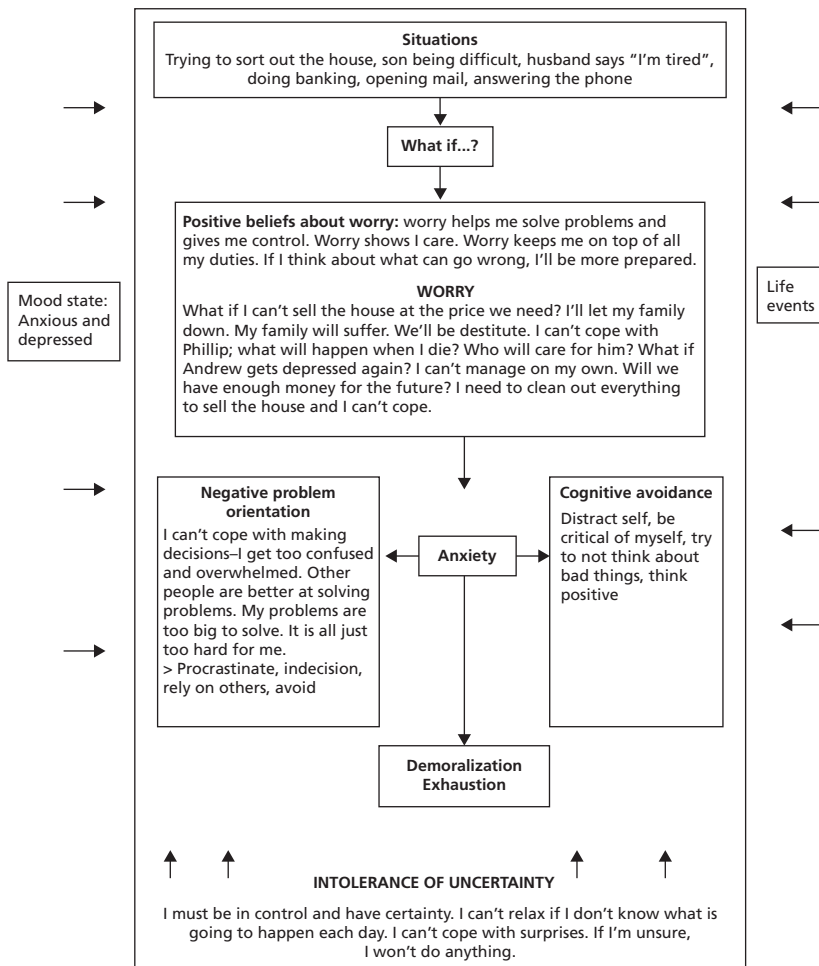 Situations
Trying to sort out the house, son being difficult, husband says “I’m tired”,
doing banking, opening mail, answering the phone
What if...?
Positive beliefs about worry: worry helps me solve problems and
gives me control. Worry shows I care. Worry keeps me on top of all
my duties. If I think about what can go wrong, I’ll be more prepared.
WORRY
What if I can’t sell the house at the price we need? I’ll let my family
down. My family will suffer. We’ll be destitute. I can’t cope with
Phillip; what will happen when I die? Who will care for him? What if
Andrew gets depressed again? I can’t manage on my own. Will we
have enough money for the future? I need to clean out everything
to sell the house and I can’t cope.
Mood state:
Anxious and
depressed
Life
events
Negative problem
orientation
I can’t cope with making
decisions–I get too confused
and overwhelmed. Other
people are better at solving
problems. My problems are
too big to solve. It is all just
too hard for me.
> Procrastinate, indecision,
rely on others, avoid
Anxiety
Cognitive avoidance
Distract self, be
critical of myself, try
to not think about
bad things, think
positive
Demoralization
Exhaustion
INTOLERANCE OF UNCERTAINTY
I must be in control and have certainty. I can’t relax if I don’t know what is
going to happen each day. I can’t cope with surprises. If I’m unsure,
I won’t do anything.